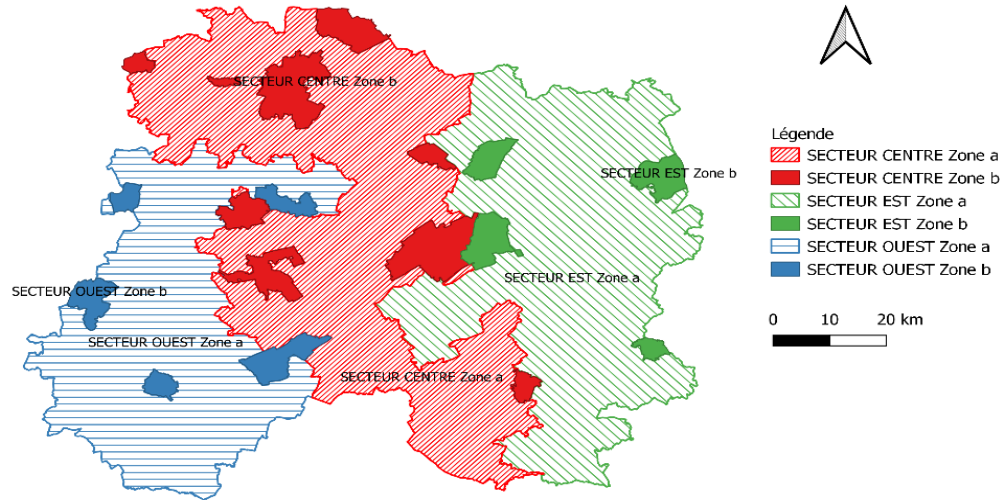 SECTEUR CENTRE Zone b
SECTEUR EST Zone b
SECTEUR EST Zone a
SECTEUR OUEST Zone b
SECTEUR OUEST Zone a
SECTEUR CENTRE Zone a
Légende
SECTEUR CENTRE Zone a
SECTEUR CENTRE Zone b
SECTEUR EST Zone a
SECTEUR EST Zone b
SECTEUR OUEST Zone a
SECTEUR OUEST Zone b
0 10 20 km